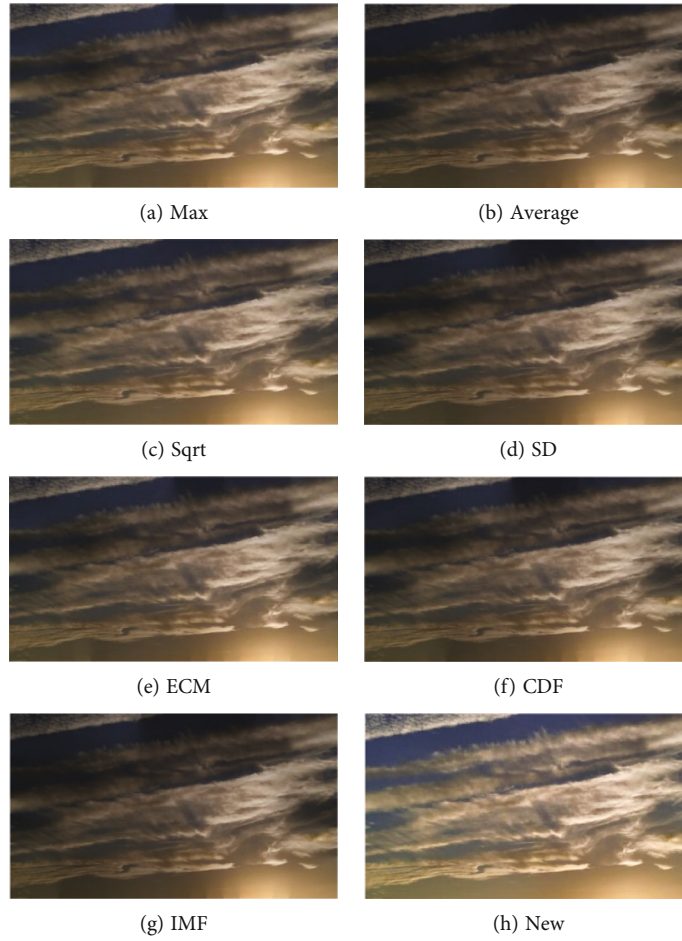 (a) Max
(b) Average
(c) Sqrt
(d) SD
(e) ECM
(f) CDF
(g) IMF
(h) New